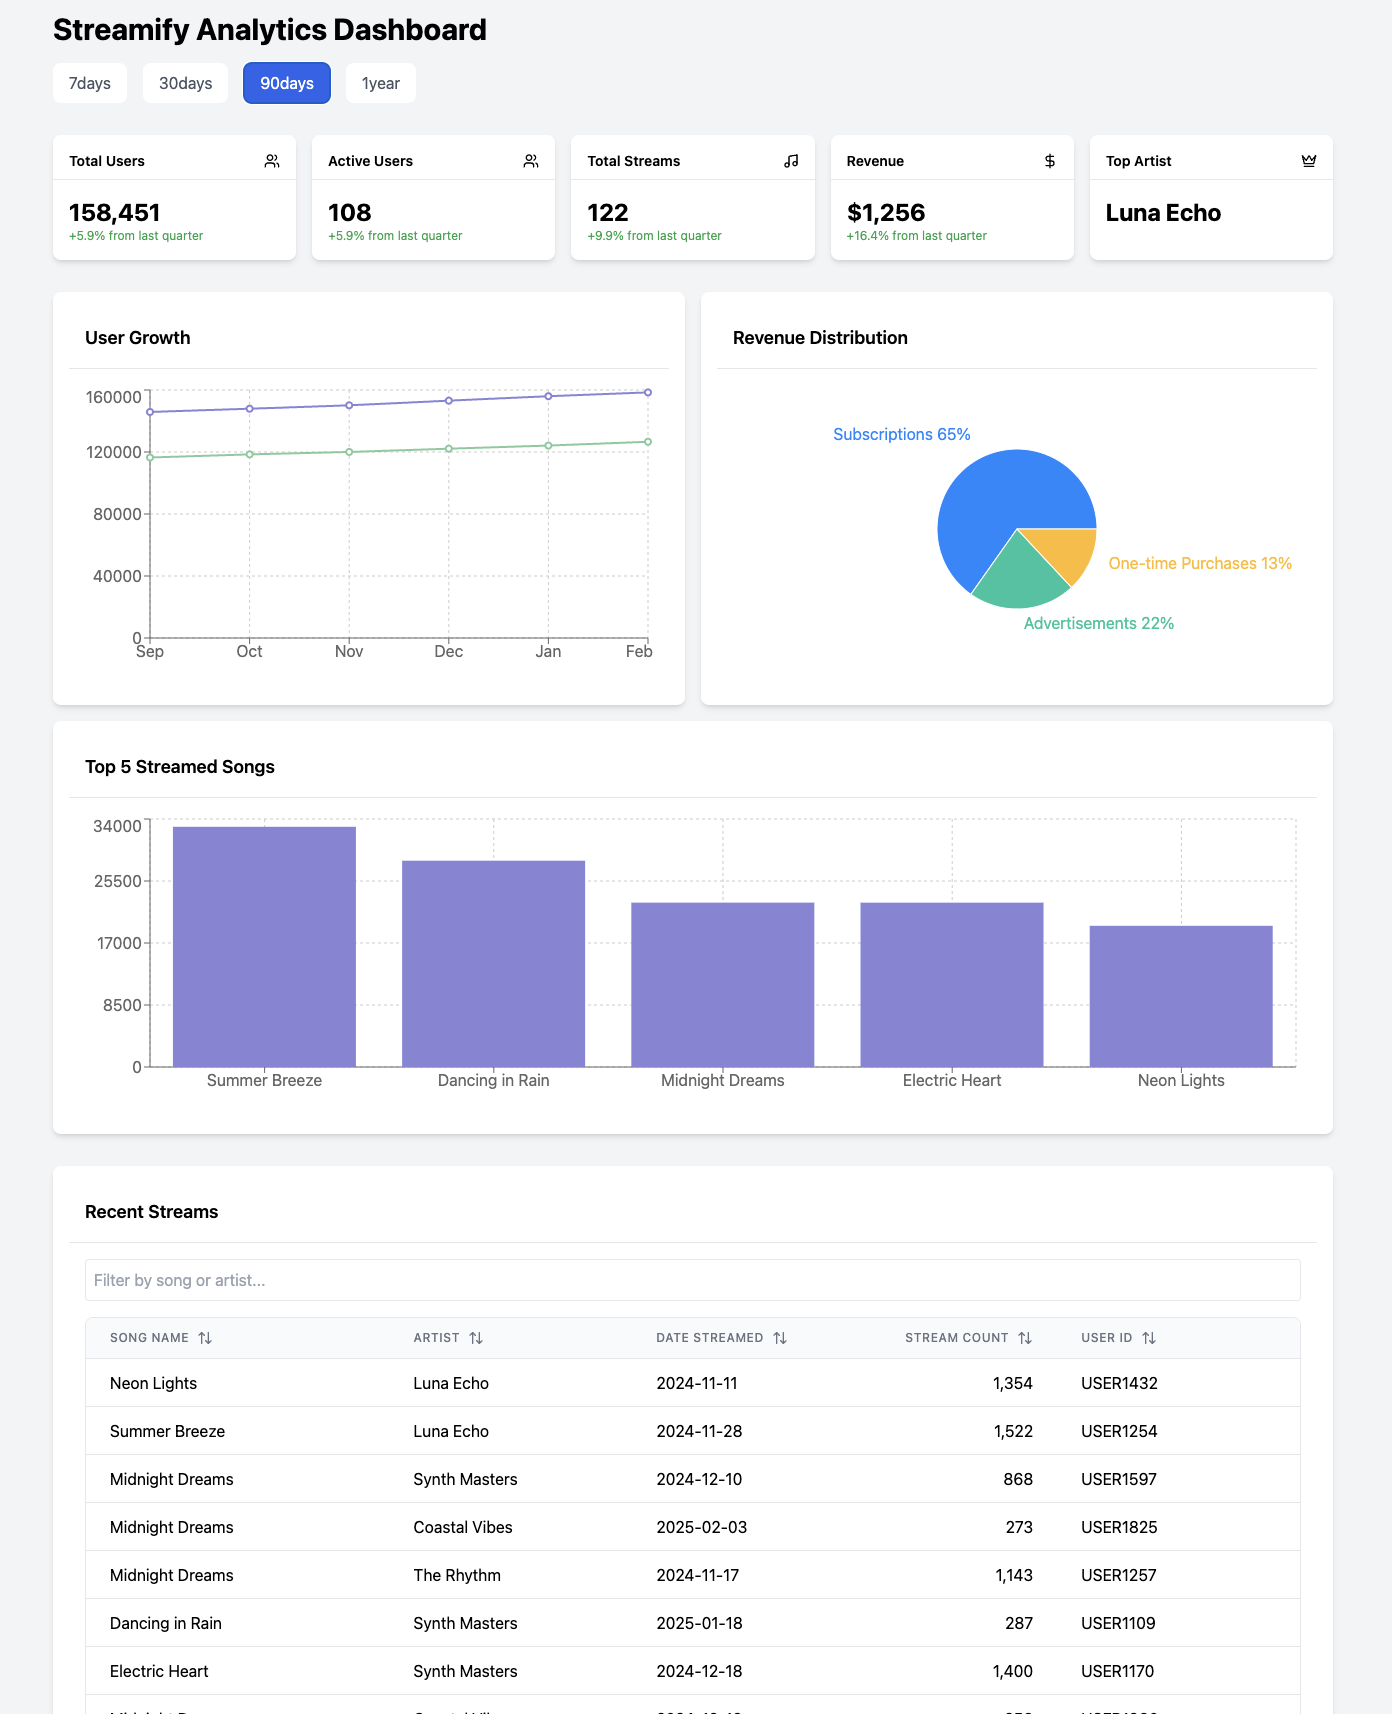 Streamify Analytics Dashboard
7days 30days 90days 1year
Total Users Active Users Total Streams Revenue Top Artist
158,451 108 122 $1,256 Luna Echo
+5.9% from last quarter +5.9% from last quarter +9.9% from last quarter +16.4% from last quarter
User Growth
160000
120000
80000
40000
0
Sep Oct Nov Dec Jan Feb
Revenue Distribution
Subscriptions 65%
One-time Purchases 13%
Advertisements 22%
Top 5 Streamed Songs
34000
25500
17000
8500
0
Summer Breeze Dancing in Rain Midnight Dreams Electric Heart Neon Lights
Recent Streams
Filter by song or artist...
SONG NAME ARTIST DATE STREAMED STREAM COUNT USER ID
Neon Lights Luna Echo 2024-11-11 1,354 USER1432
Summer Breeze Luna Echo 2024-11-28 1,522 USER1254
Midnight Dreams Synth Masters 2024-12-10 868 USER1597
Midnight Dreams Coastal Vibes 2025-02-03 273 USER1825
Midnight Dreams The Rhythm 2024-11-17 1,143 USER1257
Dancing in Rain Synth Masters 2025-01-18 287 USER1109
Electric Heart Synth Masters 2024-12-18 1,400 USER1170